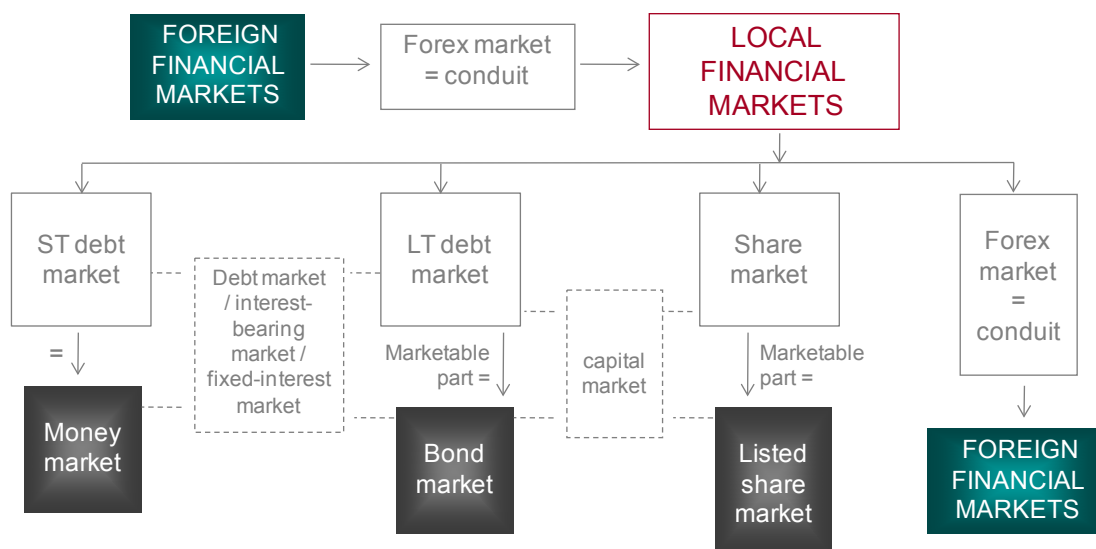 FOREIGN
FINANCIAL
MARKETS
Forex market
= conduit
LOCAL
FINANCIAL
MARKETS
ST debt
market
Debt market
/ interest-
bearing
market /
fixed-interest
market
LT debt
market
capital
market
Share
market
Forex
market
=
conduit
=
Marketable
part =
Marketable
part =
Money
market
Bond
market
Listed
share
market
FOREIGN
FINANCIAL
MARKETS